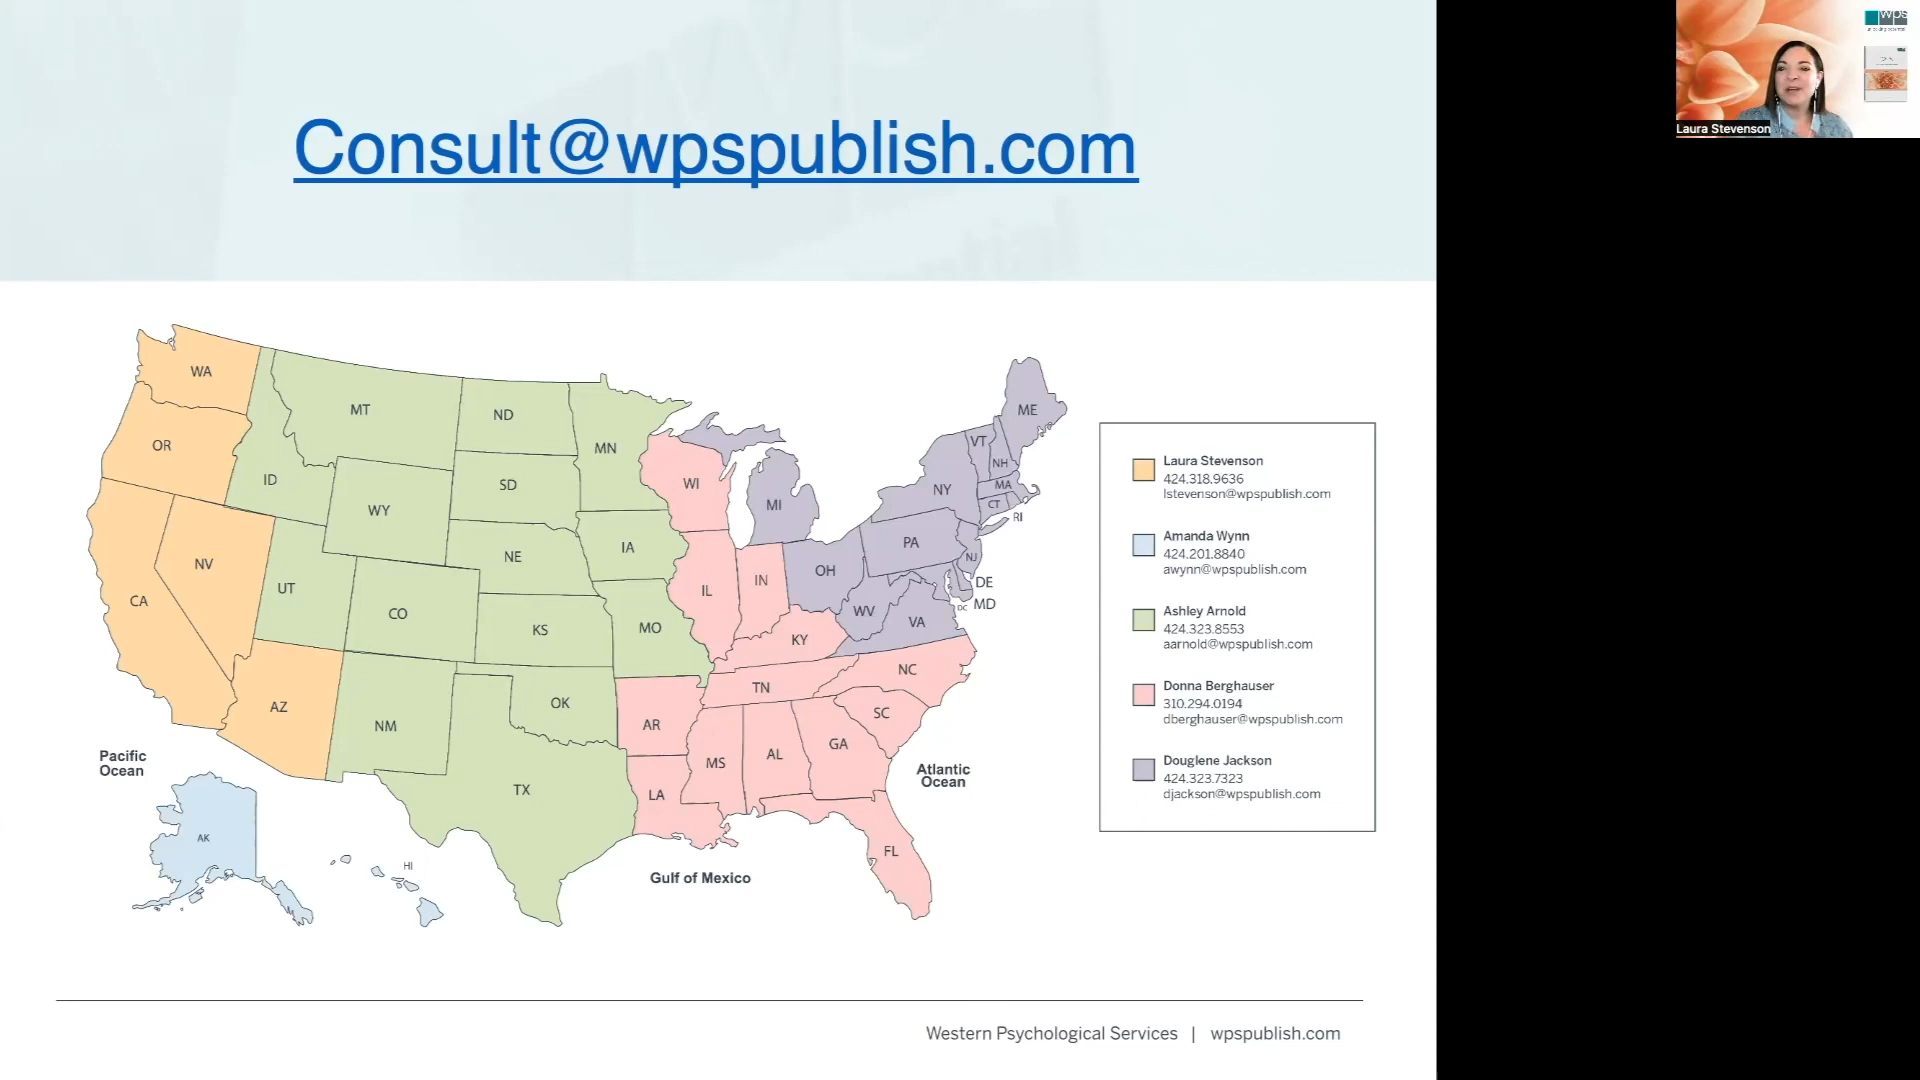 Consult@wpspublish.com
wps
Laura Stevenson
WA
MT
ND
MN
OR
ID
SD
WY
WI
MI
ME
VT
NH
NY
MA
CT
RI
NV
CA
UT
CO
NE
IA
KS
MO
IL
IN
OH
PA
NJ
DE
MD
DC
WV
VA
KY
NC
TN
SC
AZ
NM
OK
AR
TX
LA
MS
AL
GA
FL
AK
HI
Pacific
Ocean
Atlantic
Ocean
Gulf of Mexico
Laura Stevenson
424.318.9636
lstevenson@wpspublish.com
Amanda Wynn
424.201.8840
awynn@wpspublish.com
Ashley Arnold
424.323.8553
aarnold@wpspublish.com
Donna Berghauser
310.294.0194
dberghauser@wpspublish.com
Douglene Jackson
424.323.7323
djackson@wpspublish.com
Western Psychological Services | wpspublish.com